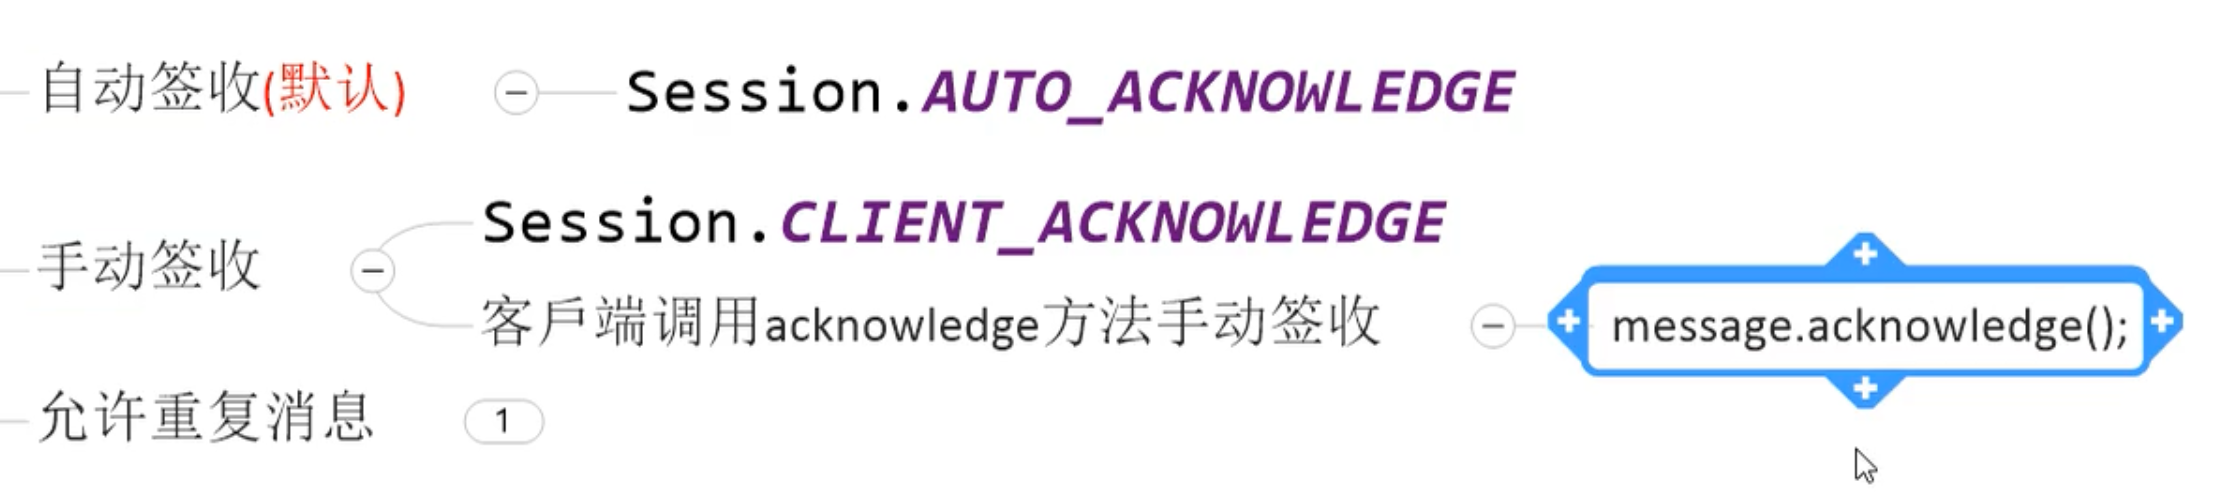 自动签收(默认) Session.AUTO_ACKNOWLEDGE
手动签收
Session.CLIENT_ACKNOWLEDGE
客戶端调用acknowledge方法手动签收 message.acknowledge();
允许重复消息 1